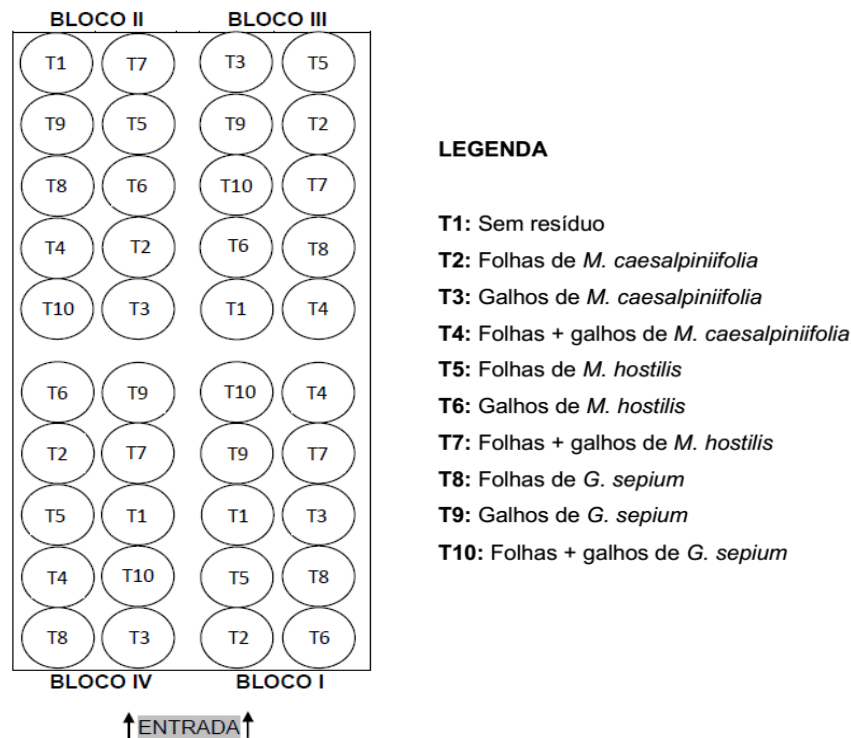 BLOCO II BLOCO III
T1 T7 T3 T5
T9 T5 T9 T2
T8 T6 T10 T7
T4 T2 T6 T8
T10 T3 T1 T4
T6 T9 T10 T4
T2 T7 T9 T7
T5 T1 T1 T3
T4 T10 T5 T8
T8 T3 T2 T6
BLOCO IV BLOCO I
ENTRADA
LEGENDA
T1: Sem resíduo
T2: Folhas de M. caesalpiniifolia
T3: Galhos de M. caesalpiniifolia
T4: Folhas + galhos de M. caesalpiniifolia
T5: Folhas de M. hostilis
T6: Galhos de M. hostilis
T7: Folhas + galhos de M. hostilis
T8: Folhas de G. sepium
T9: Galhos de G. sepium
T10: Folhas + galhos de G. sepium